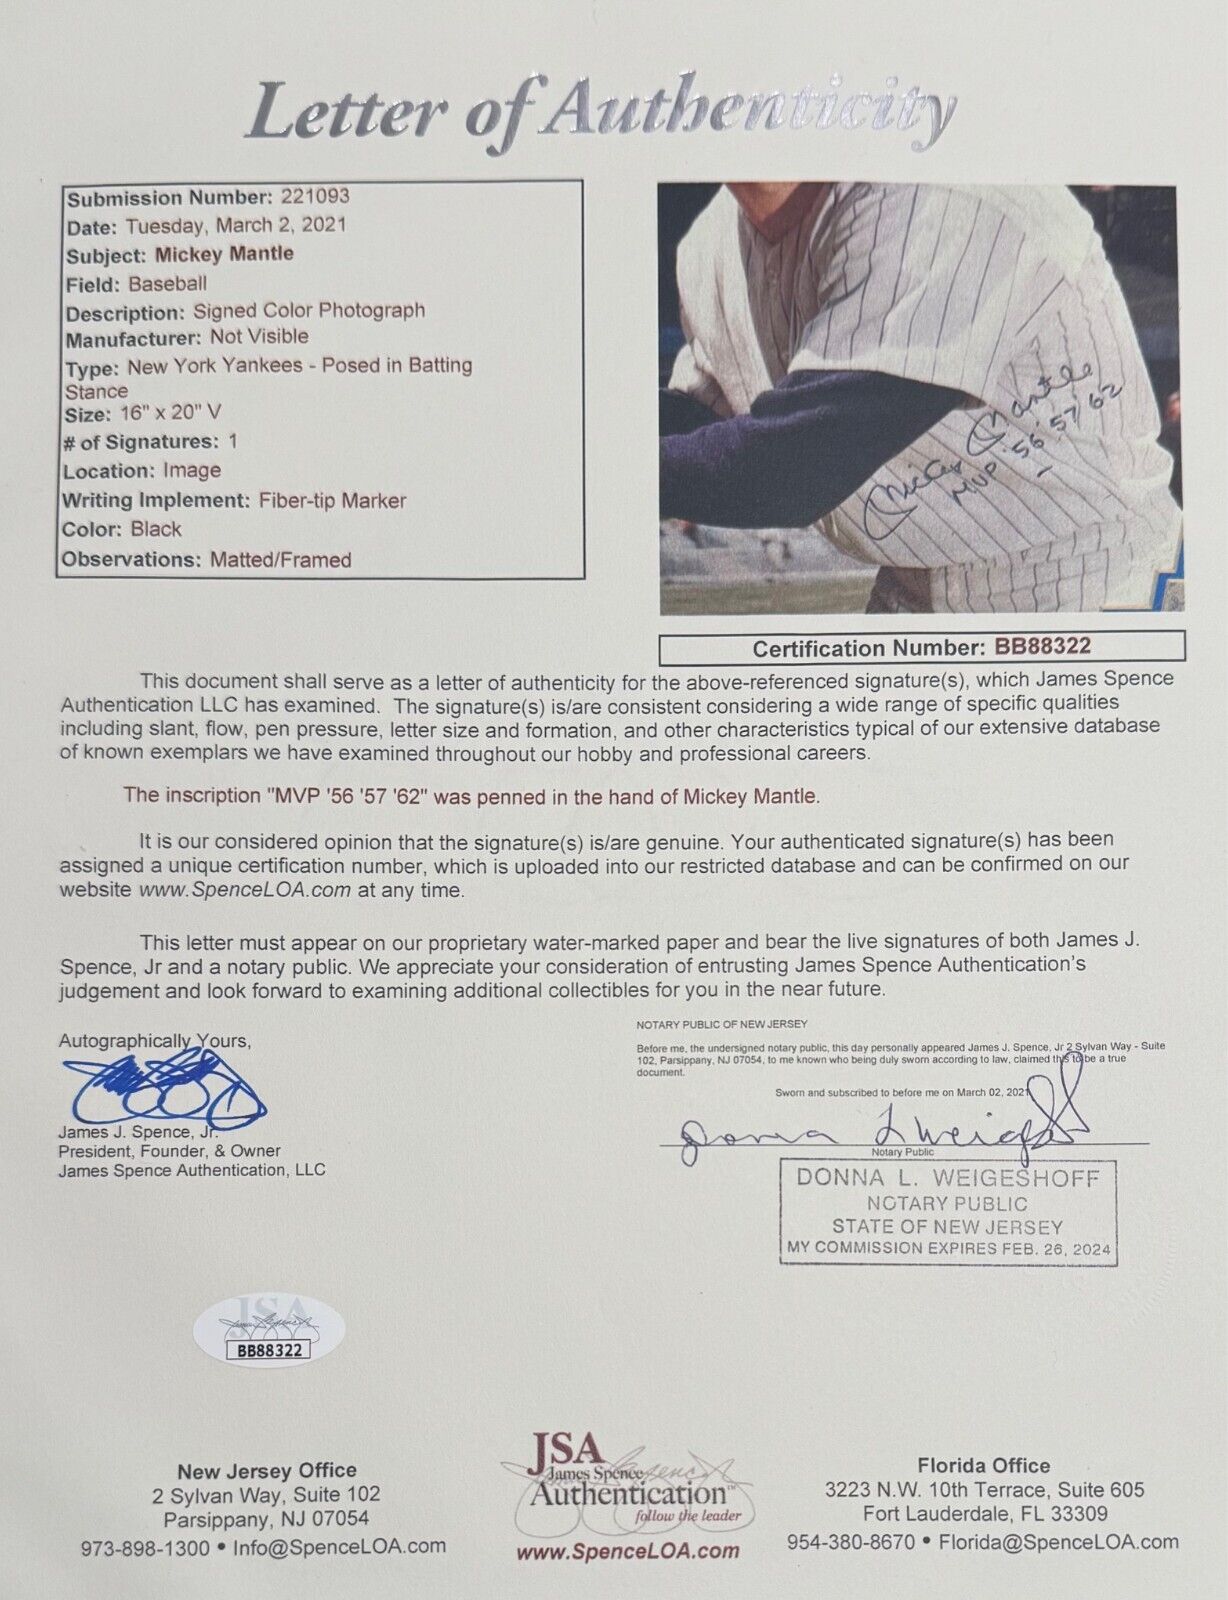 Letter of Authenticity
Submission Number: 221093
Date: Tuesday, March 2, 2021
Subject: Mickey Mantle
Field: Baseball
Description: Signed Color Photograph
Manufacturer: Not Visible
Type: New York Yankees - Posed in Batting
Stance
Size: 16" x 20" V
# of Signatures: 1
Location: Image
Writing Implement: Fiber-tip Marker
Color: Black
Observations: Matted/Framed
Mickey Mantle
MVP '56 '57 '62
Certification Number: BB88322
This document shall serve as a letter of authenticity for the above-referenced signature(s), which James Spence
Authentication LLC has examined. The signature(s) is/are consistent considering a wide range of specific qualities
including slant, flow, pen pressure, letter size and formation, and other characteristics typical of our extensive database
of known exemplars we have examined throughout our hobby and professional careers.
The inscription "MVP '56 '57 '62" was penned in the hand of Mickey Mantle.
It is our considered opinion that the signature(s) is/are genuine. Your authenticated signature(s) has been
assigned a unique certification number, which is uploaded into our restricted database and can be confirmed on our
website www.SpenceLOA.com at any time.
This letter must appear on our proprietary water-marked paper and bear the live signatures of both James J.
Spence, Jr and a notary public. We appreciate your consideration of entrusting James Spence Authentication's
judgement and look forward to examining additional collectibles for you in the near future.
Autographically Yours,
James J. Spence, Jr.
President, Founder, & Owner
James Spence Authentication, LLC
NOTARY PUBLIC OF NEW JERSEY
Before me, the undersigned notary public, this day personally appeared James J. Spence, Jr 2 Sylvan Way - Suite
102, Parsippany, NJ 07054, to me known who being duly sworn according to law, claimed this to be a true
document.
Sworn and subscribed to before me on March 02, 2021
Donna L Weigeshoff
Notary Public
DONNA L. WEIGESHOFF
NOTARY PUBLIC
STATE OF NEW JERSEY
MY COMMISSION EXPIRES FEB. 26, 2024
JSA
BB88322
New Jersey Office
2 Sylvan Way, Suite 102
Parsippany, NJ 07054
973-898-1300 • Info@SpenceLOA.com
JSA
James Spence
Authentication™
follow the leader
www.SpenceLOA.com
Florida Office
3223 N.W. 10th Terrace, Suite 605
Fort Lauderdale, FL 33309
954-380-8670 • Florida@SpenceLOA.com